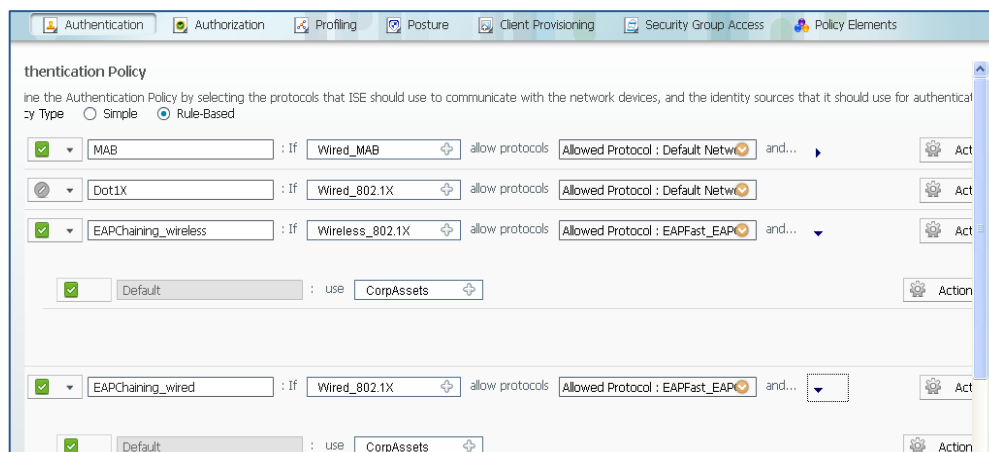 Authentication Authorization Profiling Posture Client Provisioning Security Group Access Policy Elements
thentication Policy
ine the Authentication Policy by selecting the protocols that ISE should use to communicate with the network devices, and the identity sources that it should use for authenticat
cy Type Simple Rule-Based
MAB : If Wired_MAB allow protocols Allowed Protocol : Default Netw and... Act
Dot1X : If Wired_802.1X allow protocols Allowed Protocol : Default Netw Act
EAPChaining_wireless : If Wireless_802.1X allow protocols Allowed Protocol : EAPFast_EAP and... Act
Default : use CorpAssets Action
EAPChaining_wired : If Wired_802.1X allow protocols Allowed Protocol : EAPFast_EAP and... Act
Default : use CorpAssets Action